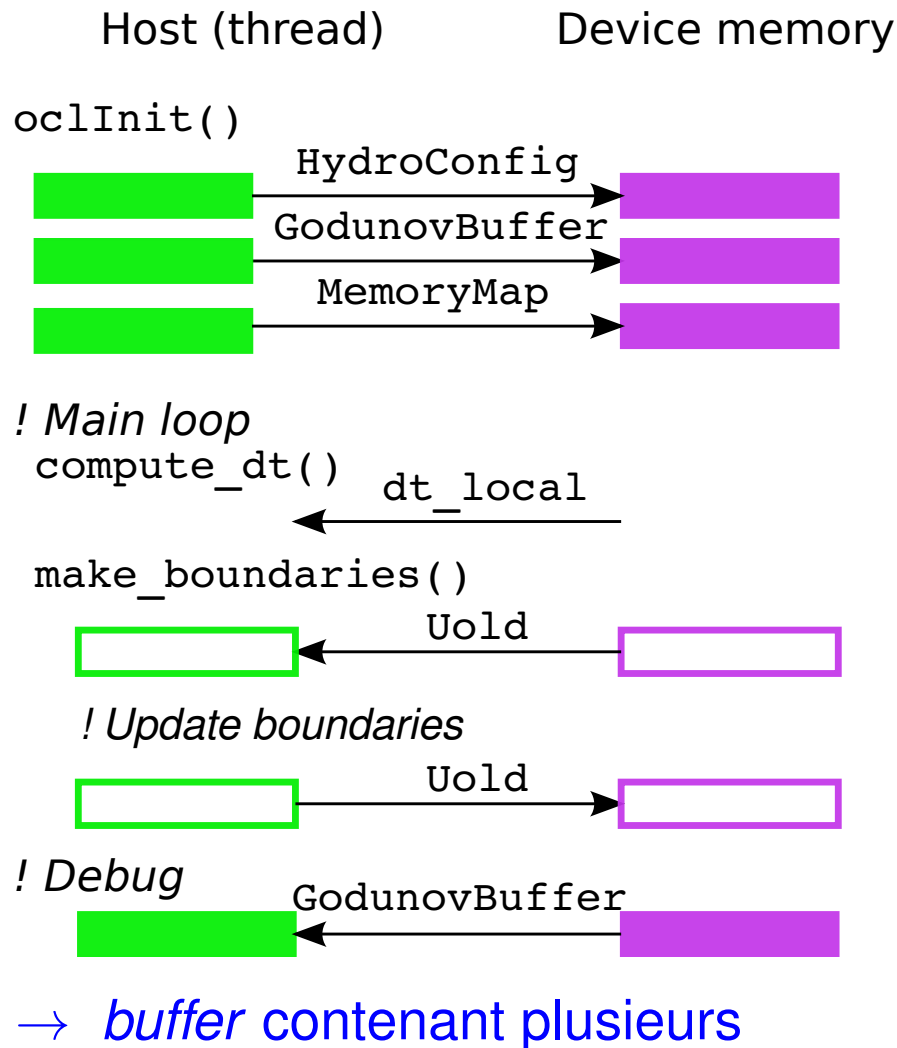 Host (thread) Device memory
oclInit()
HydroConfig
GodunovBuffer
MemoryMap
! Main loop
compute_dt()
dt_local
make_boundaries()
Uold
! Update boundaries
Uold
! Debug
GodunovBuffer
→ buffer contenant plusieurs